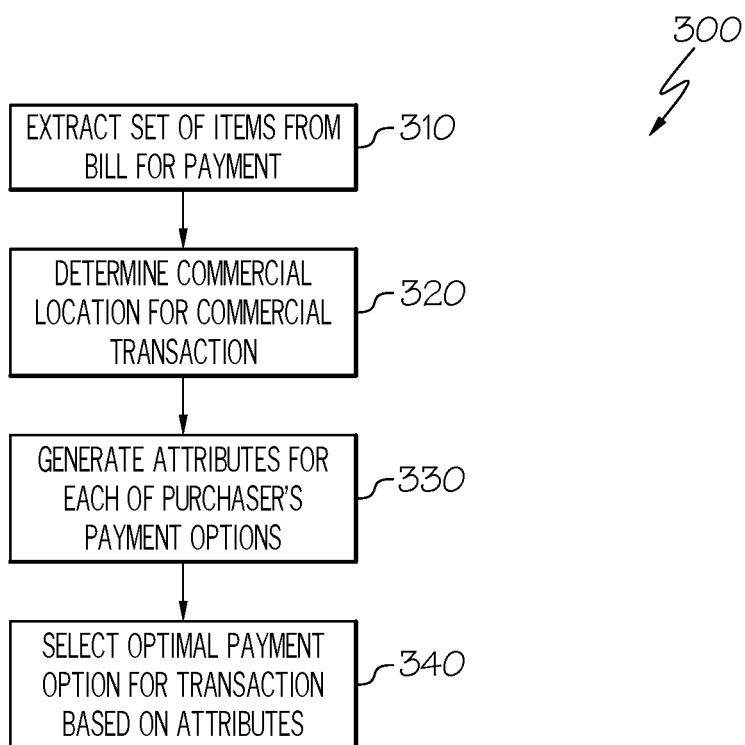 300
EXTRACT SET OF ITEMS FROM
BILL FOR PAYMENT
310
DETERMINE COMMERCIAL
LOCATION FOR COMMERCIAL
TRANSACTION
320
GENERATE ATTRIBUTES FOR
EACH OF PURCHASER'S
PAYMENT OPTIONS
330
SELECT OPTIMAL PAYMENT
OPTION FOR TRANSACTION
BASED ON ATTRIBUTES
340